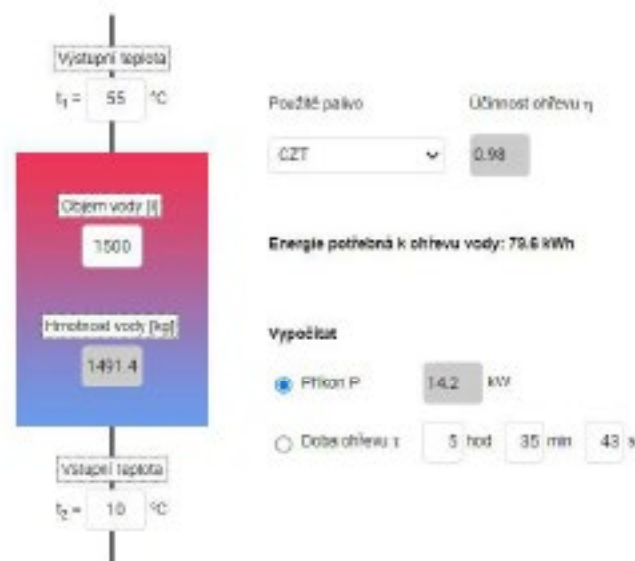 Výstupní teplota
t₁ = 55 °C
Objem vody [l]
1500
Hmotnost vody [kg]
1491.4
Vstupní teplota
t₂ = 10 °C
Použité palivo
CZT
Účinnost ohřevu η
0.98
Energie potřebná k ohřevu vody: 79.6 kWh
Vypočítat
Příkon P 14.2 kW
Doba ohřevu τ 5 hod 35 min 43 s